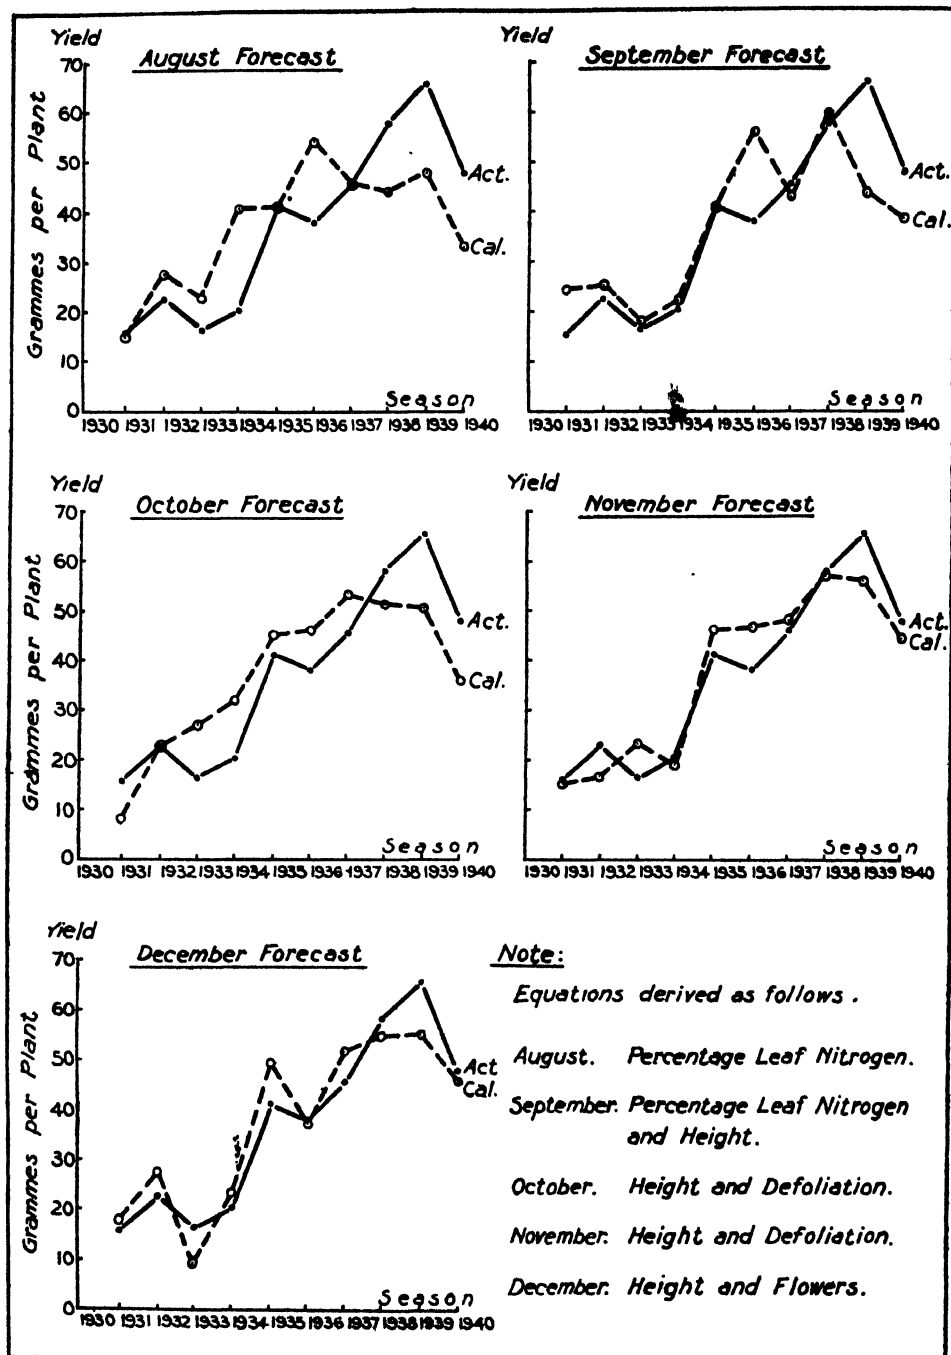 Yield
August Forecast
70
60
50
40
30
20
10
0
Grammes per Plant
Act.
Cal.
Season
1930 1931 1932 1933 1934 1935 1936 1937 1938 1939 1940
Yield
September Forecast
Act.
Cal.
Season
1930 1931 1932 1933 1934 1935 1936 1937 1938 1939 1940
Yield
October Forecast
70
60
50
40
30
20
10
0
Grammes per Plant
Act.
Cal.
Season
1930 1931 1932 1933 1934 1935 1936 1937 1938 1939 1940
Yield
November Forecast
Act.
Cal.
Season
1930 1931 1932 1933 1934 1935 1936 1937 1938 1939 1940
Yield
December Forecast
70
60
50
40
30
20
10
0
Grammes per Plant
Act
Cal.
Season
1930 1931 1932 1933 1934 1935 1936 1937 1938 1939 1940
Note:
Equations derived as follows.
August. Percentage Leaf Nitrogen.
September. Percentage Leaf Nitrogen
and Height.
October. Height and Defoliation.
November. Height and Defoliation.
December. Height and Flowers.